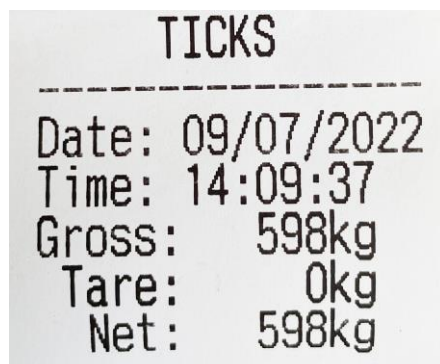 TICKS
--------------------
Date: 09/07/2022
Time: 14:09:37
Gross: 598kg
Tare: 0kg
Net: 598kg